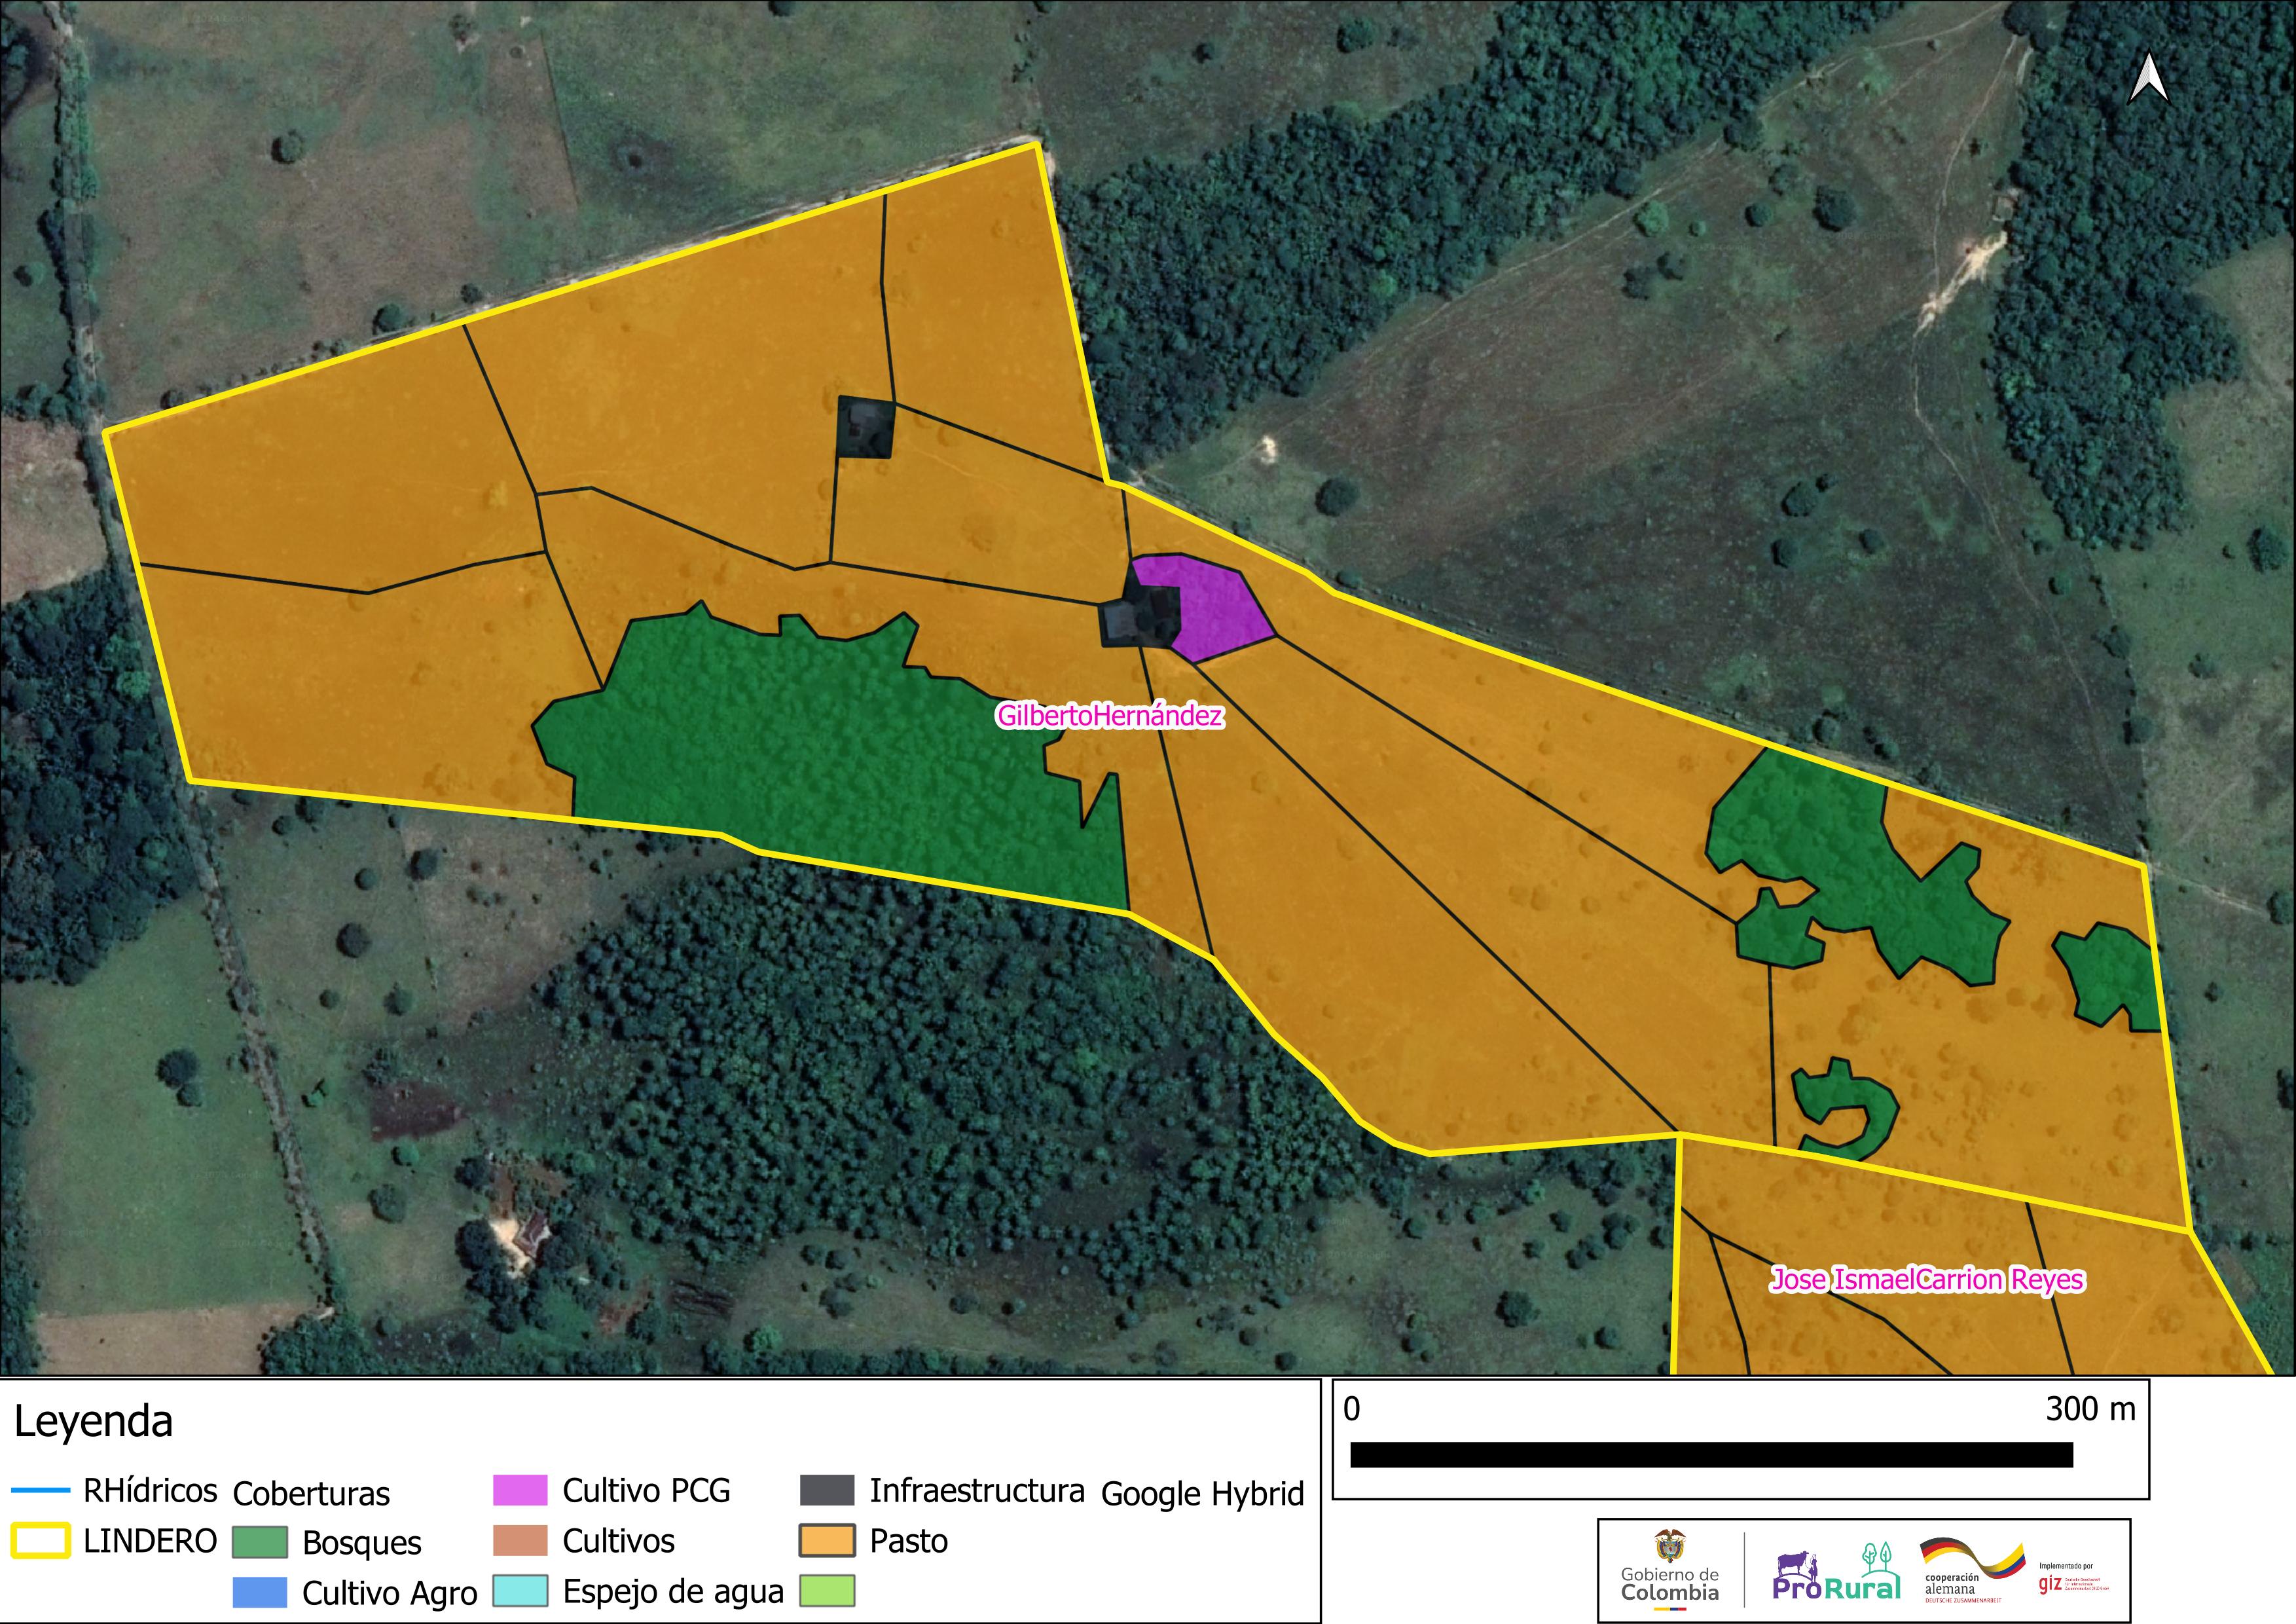 GilbertoHernández
Jose IsmaelCarrion Reyes
Leyenda
RHídricos
LINDERO
Coberturas
Bosques
Cultivo Agro
Cultivo PCG
Cultivos
Espejo de agua
Infraestructura
Pasto
Google Hybrid
0
300 m
Gobierno de
Colombia
ProRural
cooperación
alemana
DEUTSCHE ZUSAMMENARBEIT
Implementado por
giz